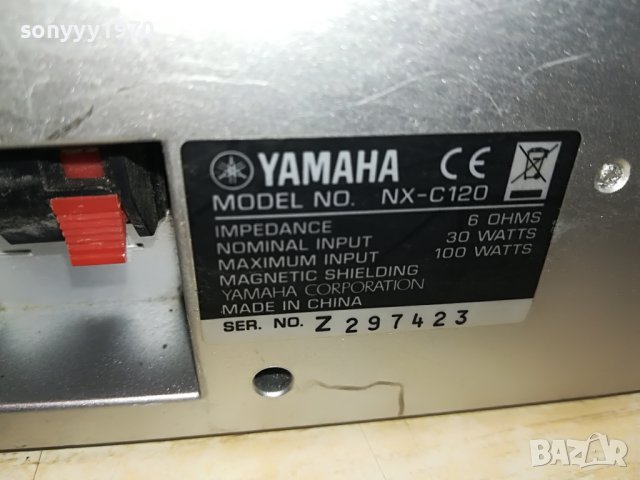 sonyyy1970
YAMAHA CE
MODEL NO. NX-C120
IMPEDANCE 6 OHMS
NOMINAL INPUT 30 WATTS
MAXIMUM INPUT 100 WATTS
MAGNETIC SHIELDING
YAMAHA CORPORATION
MADE IN CHINA
SER. NO. Z 297423
BAZAR